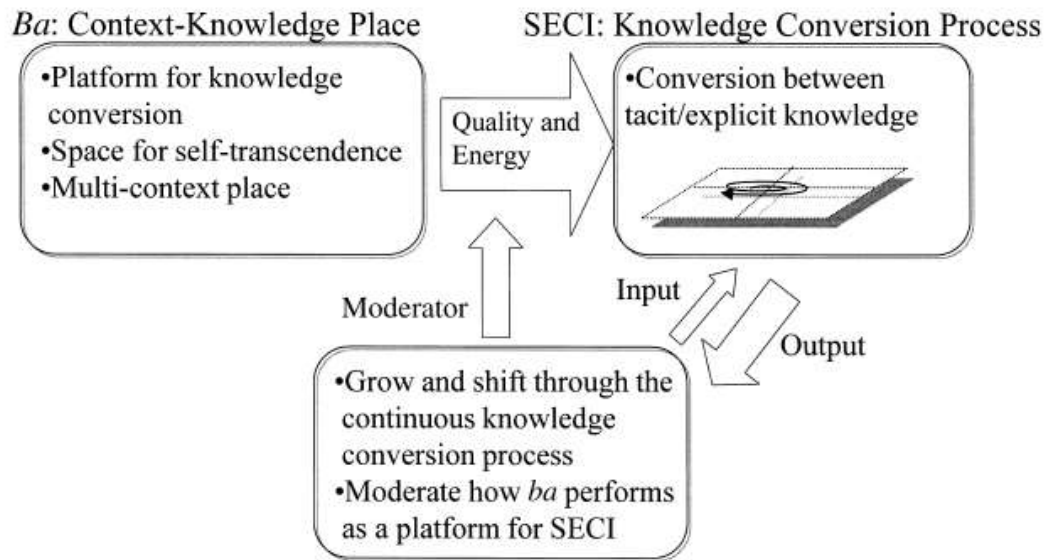 Ba: Context-Knowledge Place
•Platform for knowledge
conversion
•Space for self-transcendence
•Multi-context place
Quality and
Energy
SECI: Knowledge Conversion Process
•Conversion between
tacit/explicit knowledge
Moderator
Input
Output
•Grow and shift through the
continuous knowledge
conversion process
•Moderate how ba performs
as a platform for SECI